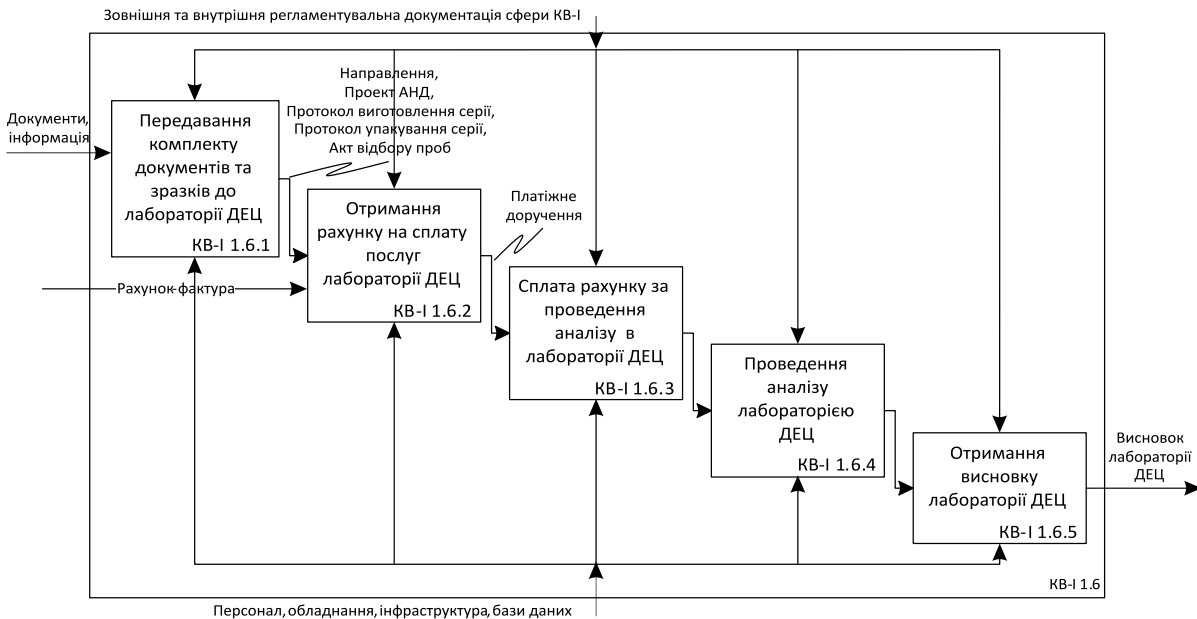 Зовнішня та внутрішня регламентувальна документація сфери КВ-І
Документи,
інформація
Передавання
комплекту
документів та
зразків до
лабораторії ДЕЦ
КВ-І 1.6.1
Направлення,
Проект АНД,
Протокол виготовлення серії,
Протокол упакування серії,
Акт відбору проб
Рахунок-фактура
Отримання
рахунку на сплату
послуг
лабораторії ДЕЦ
КВ-І 1.6.2
Платіжне
доручення
Сплата рахунку за
проведення
аналізу в
лабораторії ДЕЦ
КВ-І 1.6.3
Проведення
аналізу
лабораторією
ДЕЦ
КВ-І 1.6.4
Отримання
висновку
лабораторії ДЕЦ
КВ-І 1.6.5
Висновок
лабораторії
ДЕЦ
КВ-І 1.6
Персонал, обладнання, інфраструктура, бази даних